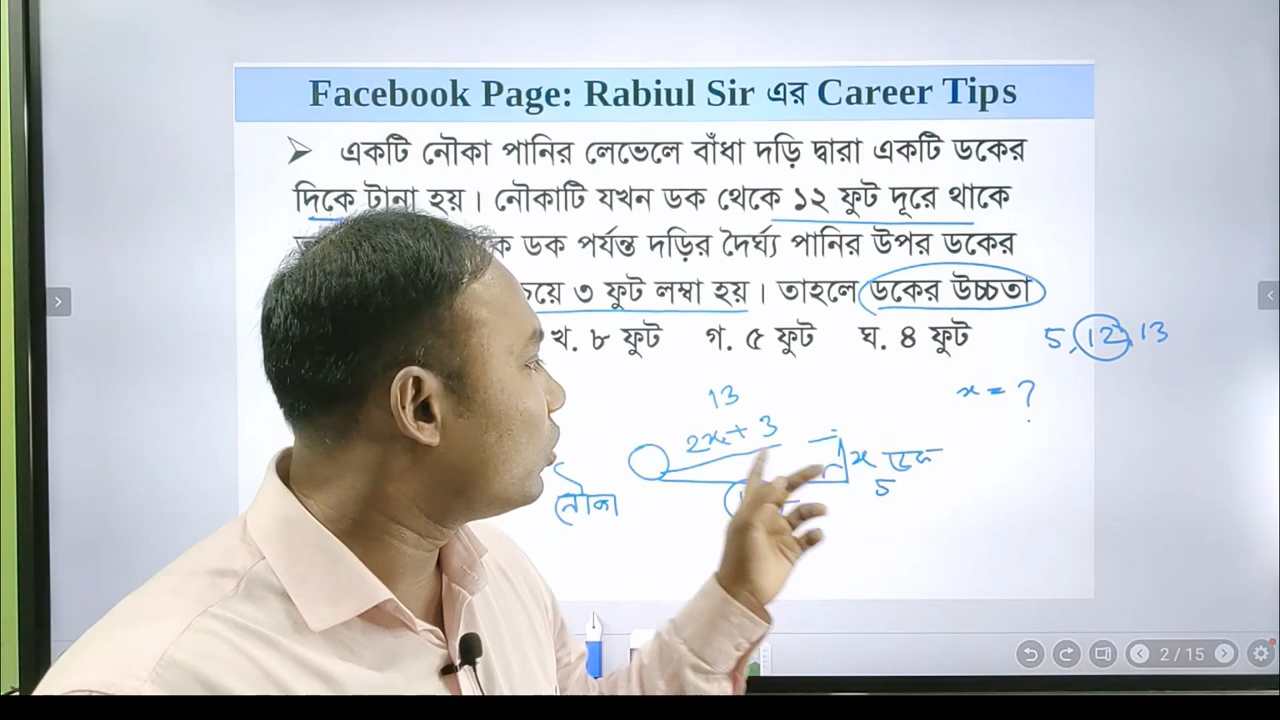 Facebook Page: Rabiul Sir এর Career Tips
➢ একটি নৌকা পানির লেভেলে বাঁধা দড়ি দ্বারা একটি ডকের
দিকে টানা হয়। নৌকাটি যখন ডক থেকে ১২ ফুট দূরে থাকে
ডক পর্যন্ত দড়ির দৈর্ঘ্য পানির উপর ডকের
৩ ফুট লম্বা হয়। তাহলে ডকের উচ্চতা
খ. ৮ ফুট গ. ৫ ফুট ঘ. ৪ ফুট
5, 12, 13
x = ?
13
2x + 3
x ডক
5
নৌকা
2 / 15